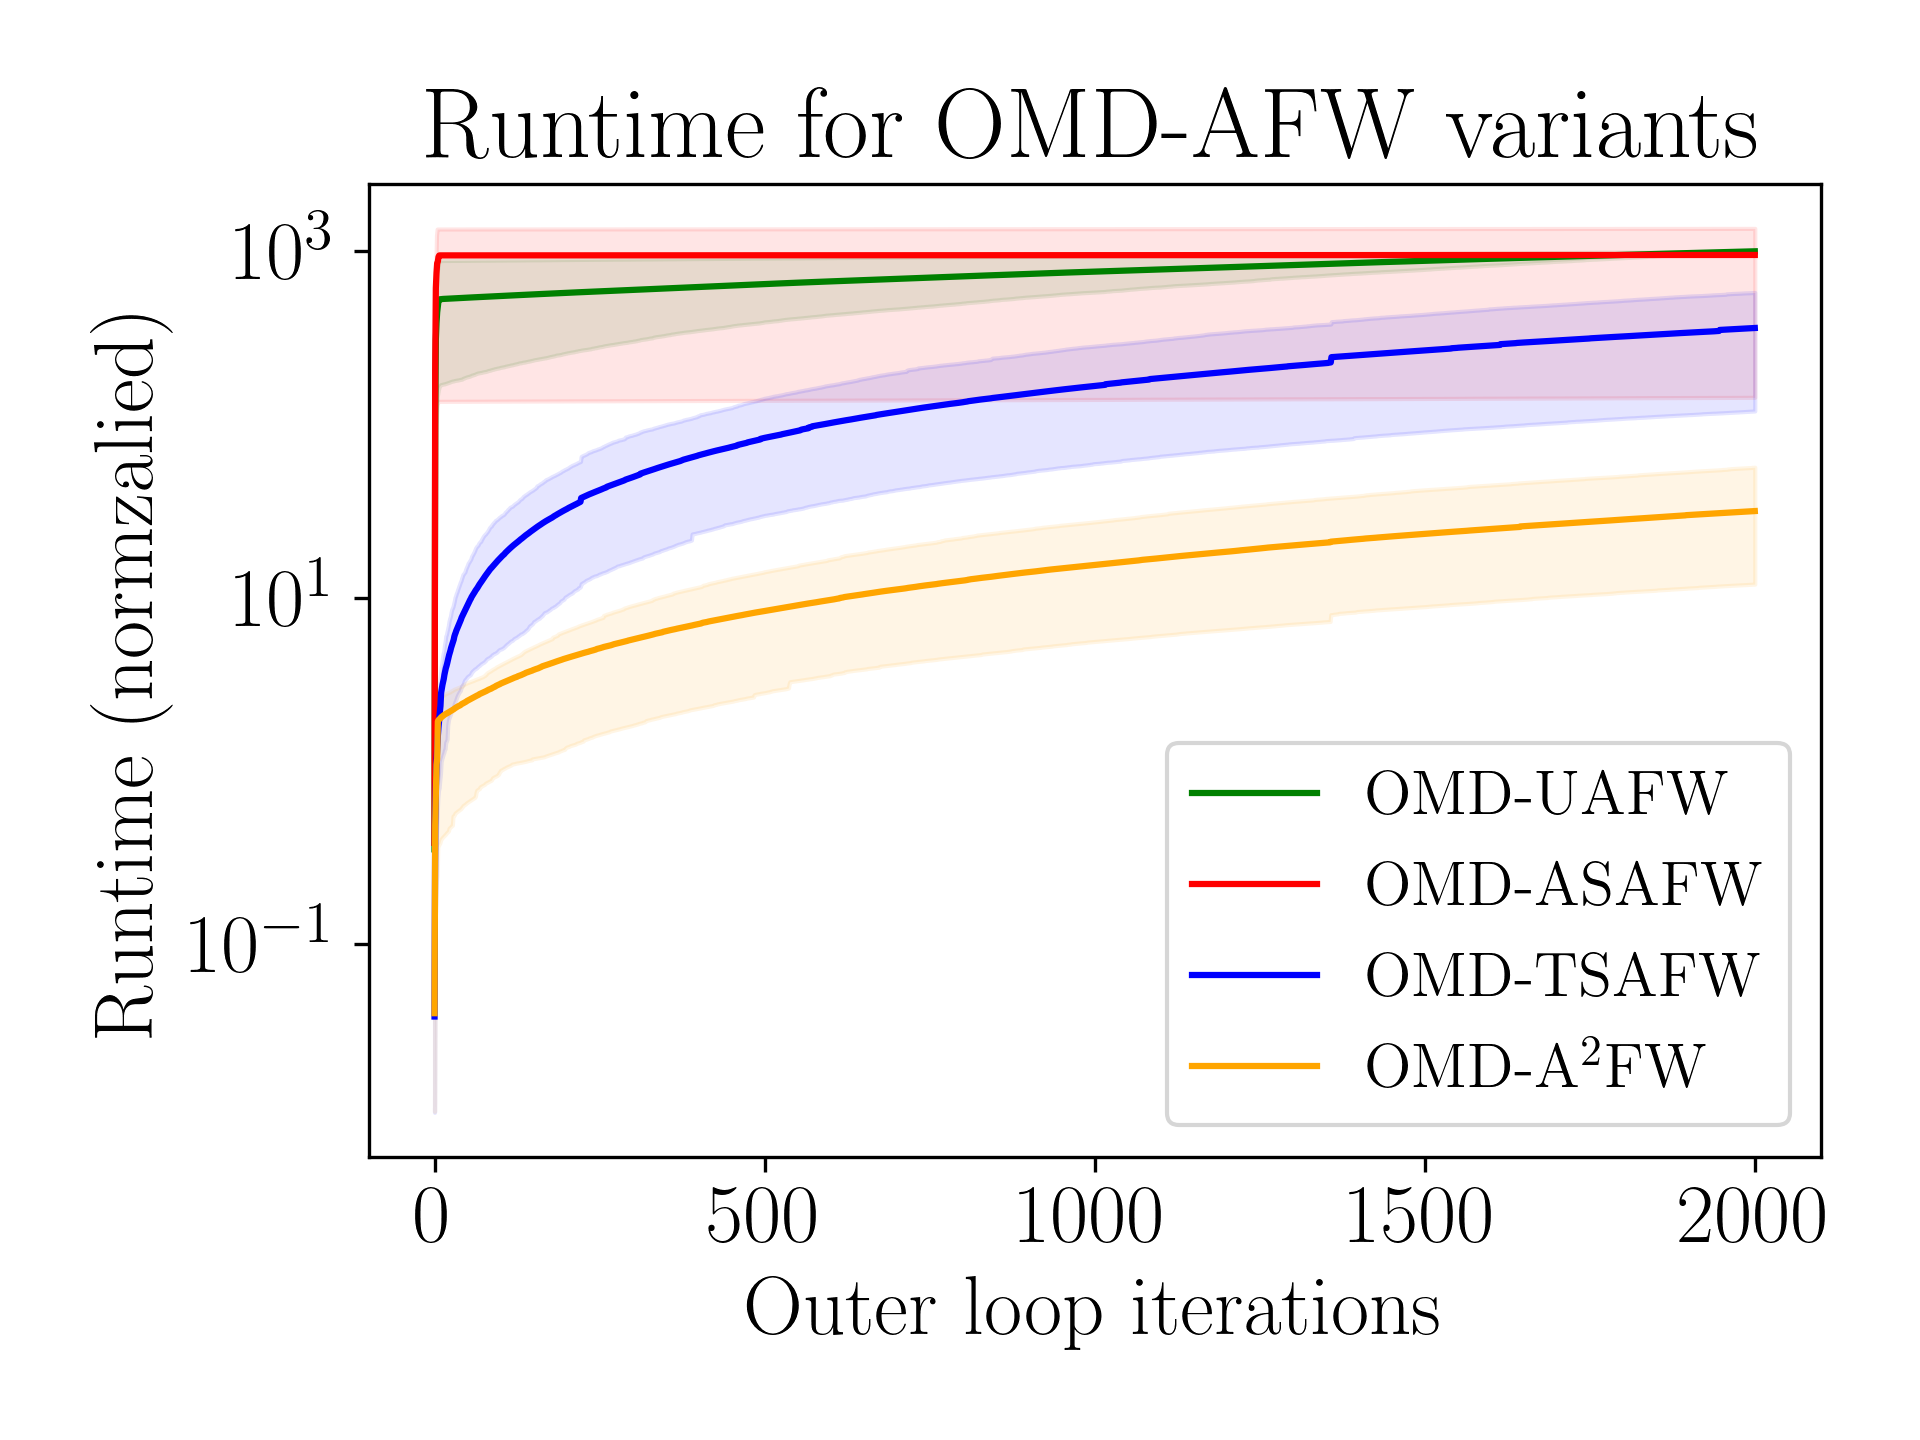 Runtime for OMD-AFW variants
Runtime (normzalied)
10³
10¹
10⁻¹
OMD-UAFW
OMD-ASAFW
OMD-TSAFW
OMD-A²FW
0 500 1000 1500 2000
Outer loop iterations